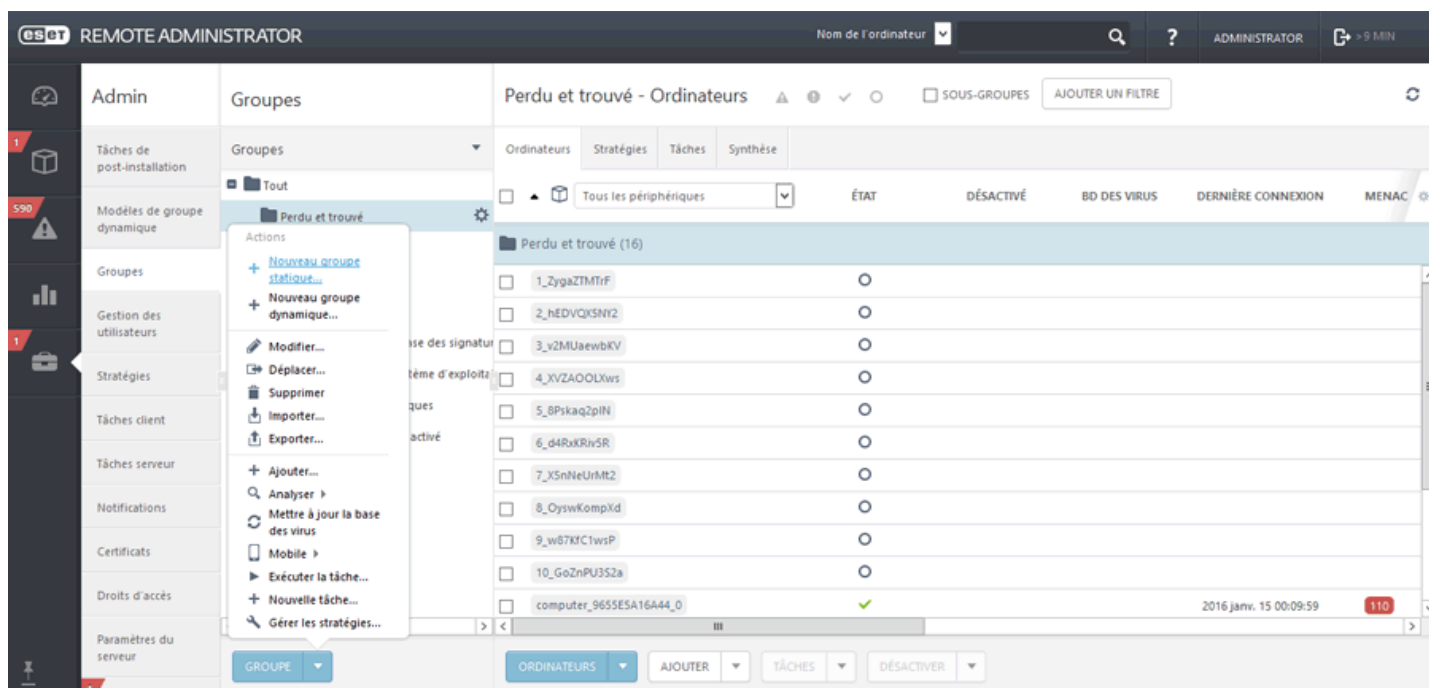 eset REMOTE ADMINISTRATOR
Nom de l'ordinateur
?
ADMINISTRATOR
>9 MIN
Admin
Tâches de
post-installation
Modèles de groupe
dynamique
Groupes
Gestion des
utilisateurs
Stratégies
Tâches client
Tâches serveur
Notifications
Certificats
Droits d'accès
Paramètres du
serveur
1
590
1
Groupes
Groupes
Tout
Perdu et trouvé
Actions
Nouveau groupe
statique...
Nouveau groupe
dynamique...
Modifier...
Déplacer...
Supprimer
Importer...
Exporter...
Ajouter...
Analyser
Mettre à jour la base
des virus
Mobile
Exécuter la tâche...
Nouvelle tâche...
Gérer les stratégies...
ase des signatur
tème d'exploita
ques
activé
GROUPE
Perdu et trouvé - Ordinateurs
SOUS-GROUPES
AJOUTER UN FILTRE
Ordinateurs
Stratégies
Tâches
Synthèse
Tous les périphériques
ÉTAT
DÉSACTIVÉ
BD DES VIRUS
DERNIÈRE CONNEXION
MENAC
Perdu et trouvé (16)
1_ZygaZTMTrF
2_hEDVQXSNY2
3_v2MUaewbKV
4_XVZAOOLXws
5_8Pskaq2pIN
6_d4RxKRivSR
7_XSnNeUrMt2
8_OyswKompXd
9_w87KfC1wsP
10_GoZnPU3S2a
computer_9655E5A16A44_0
2016 janv. 15 00:09:59
110
ORDINATEURS
AJOUTER
TÂCHES
DÉSACTIVER